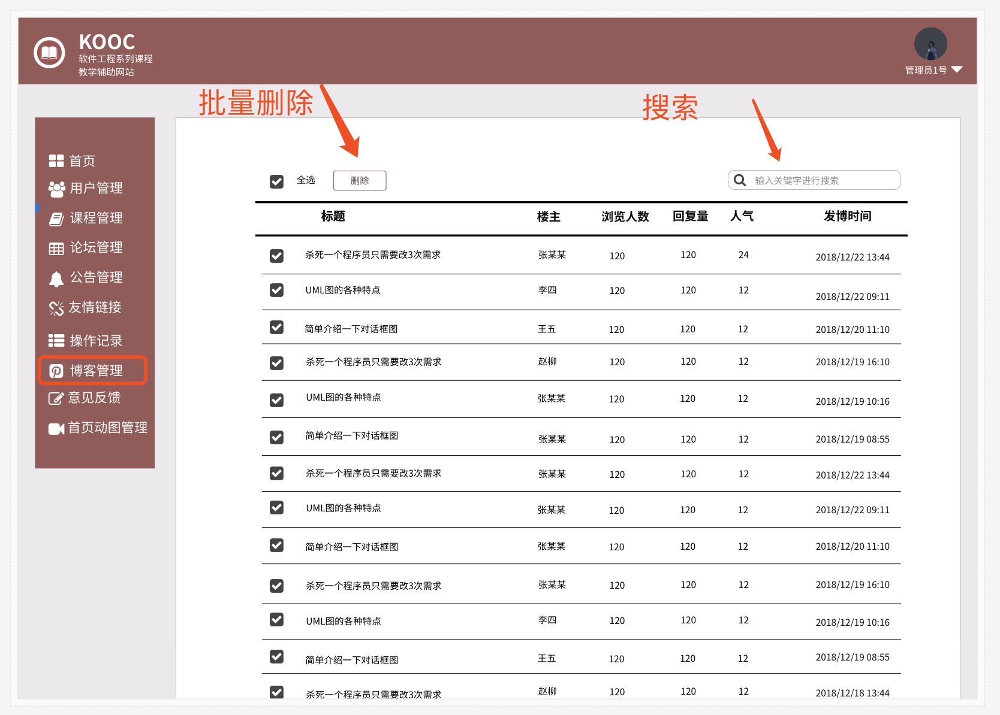 KOOC
软件工程系列课程
教学辅助网站
管理员1号
批量删除
搜索
首页
用户管理
课程管理
论坛管理
公告管理
友情链接
操作记录
博客管理
意见反馈
首页动图管理
全选 删除 输入关键字进行搜索
标题 楼主 浏览人数 回复量 人气 发博时间
杀死一个程序员只需要改3次需求 张某某 120 120 24 2018/12/22 13:44
UML图的各种特点 李四 120 120 12 2018/12/22 09:11
简单介绍一下对话框图 王五 120 120 12 2018/12/20 11:10
杀死一个程序员只需要改3次需求 赵柳 120 120 12 2018/12/19 16:10
UML图的各种特点 张某某 120 120 12 2018/12/19 10:16
简单介绍一下对话框图 张某某 120 120 12 2018/12/19 08:55
杀死一个程序员只需要改3次需求 张某某 120 120 12 2018/12/22 13:44
UML图的各种特点 张某某 120 120 12 2018/12/22 09:11
简单介绍一下对话框图 张某某 120 120 12 2018/12/20 11:10
杀死一个程序员只需要改3次需求 张某某 120 120 12 2018/12/19 16:10
UML图的各种特点 李四 120 120 12 2018/12/19 10:16
简单介绍一下对话框图 王五 120 120 12 2018/12/19 08:55
杀死一个程序员只需要改3次需求 赵柳 120 120 12 2018/12/18 13:44